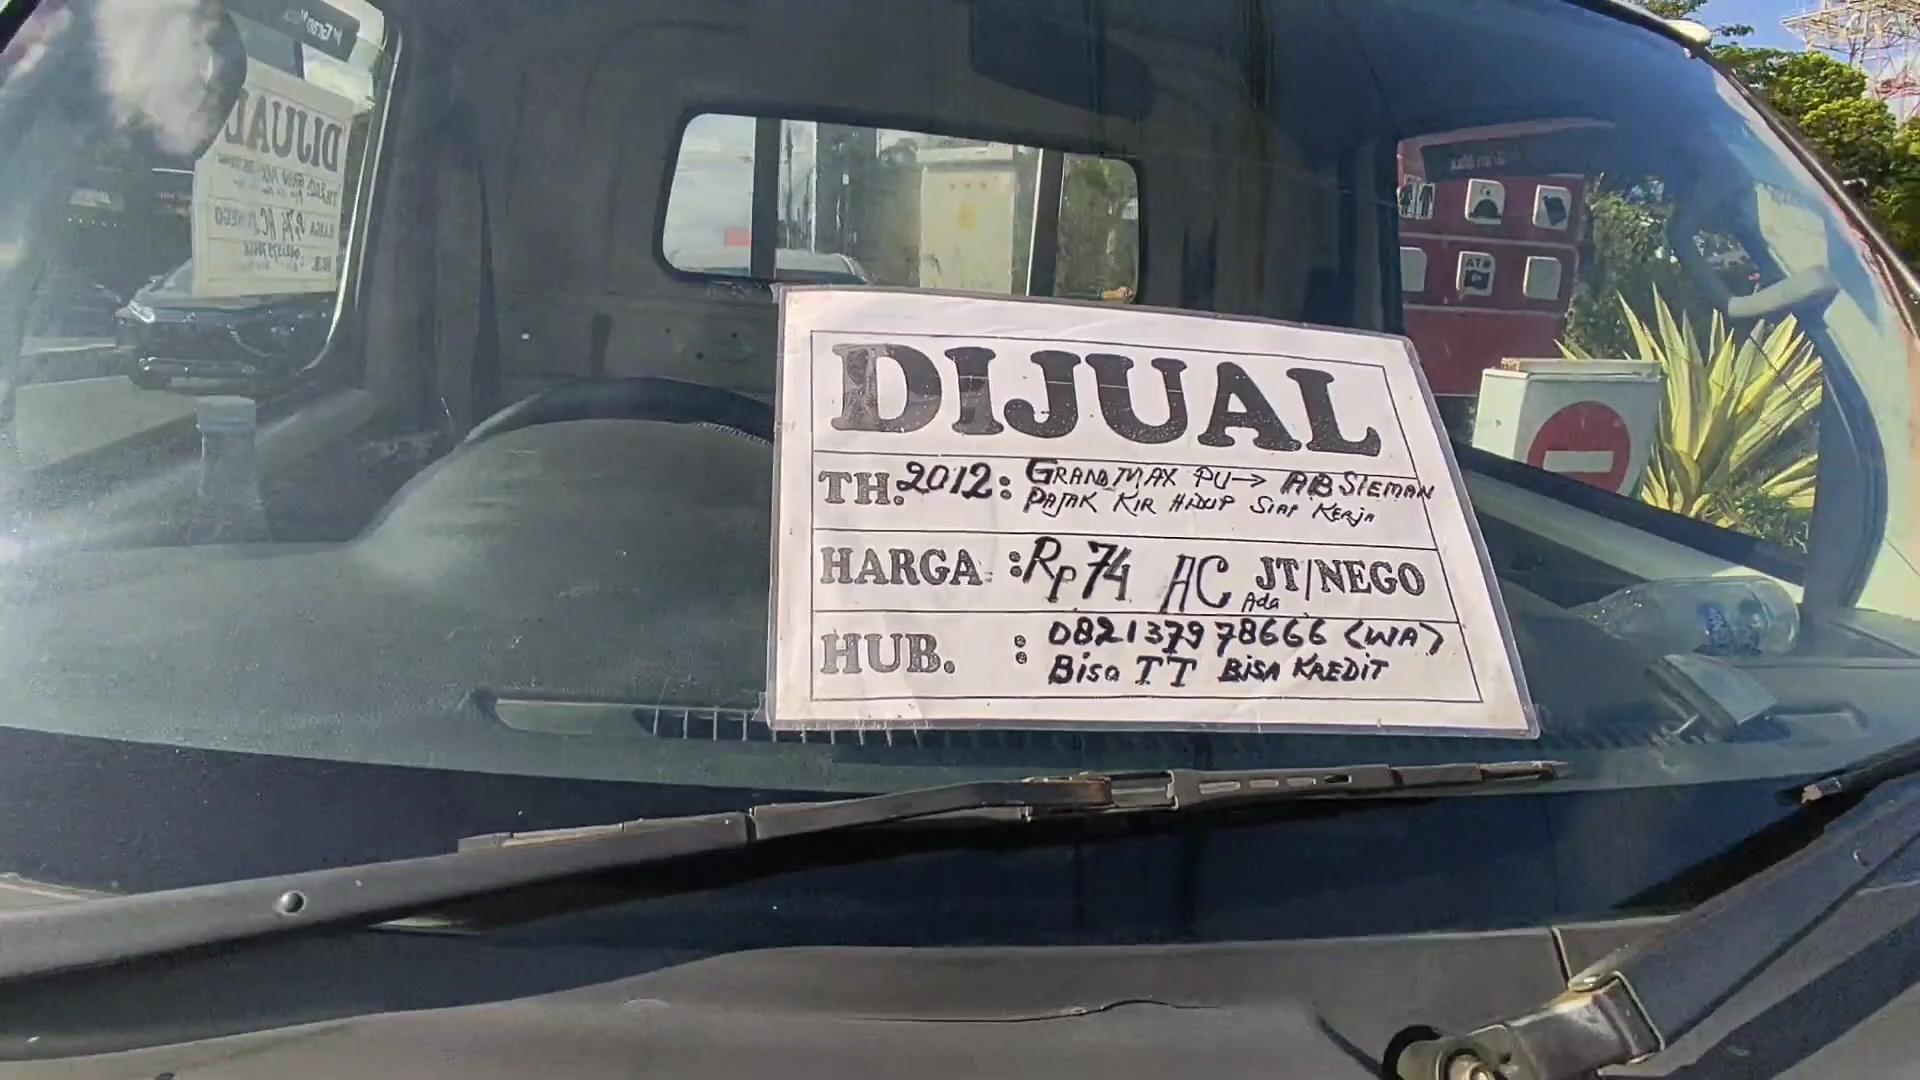 DIJUAL
TH. 2012 : GRANDMAX PU → AB SLEMAN
PAJAK KIR HIDUP SIAP KERJA
HARGA : Rp 74 AC Ada JT/NEGO
HUB. : 082137978666 (WA)
Bisa TT BISA KREDIT
ATM